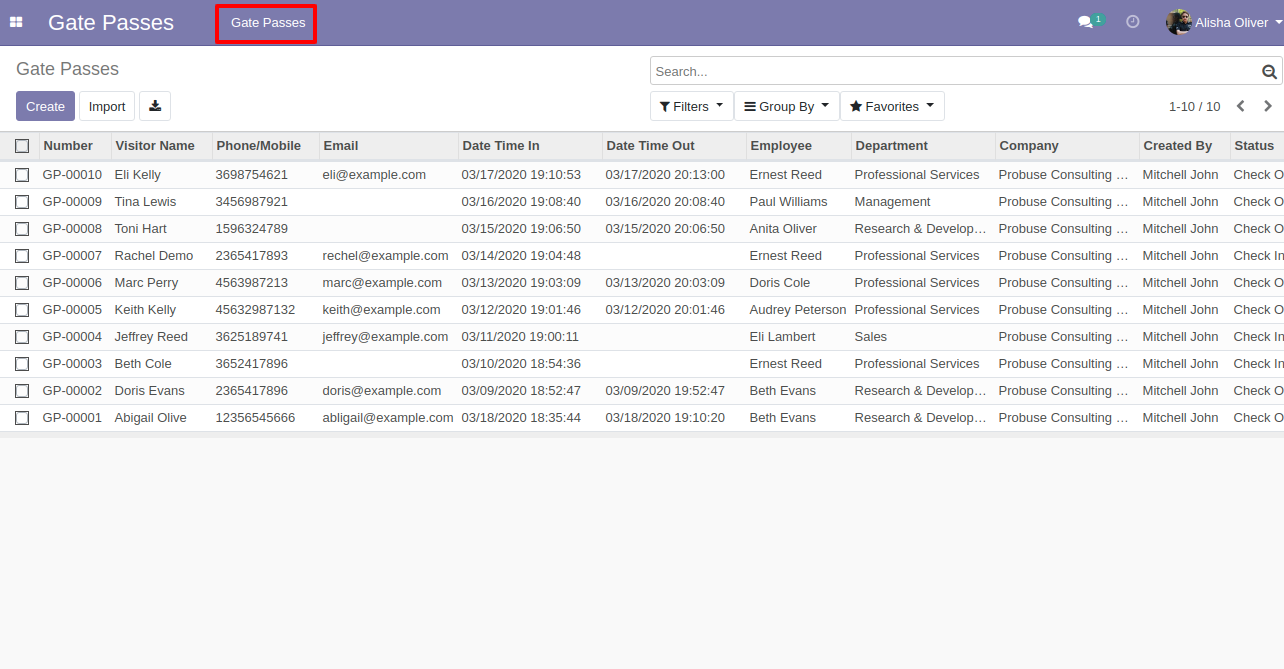 Gate Passes Gate Passes 1 Alisha Oliver
Gate Passes Search...
Create Import Filters Group By Favorites 1-10 / 10
Number Visitor Name Phone/Mobile Email Date Time In Date Time Out Employee Department Company Created By Status
GP-00010 Eli Kelly 3698754621 eli@example.com 03/17/2020 19:10:53 03/17/2020 20:13:00 Ernest Reed Professional Services Probuse Consulting … Mitchell John Check O
GP-00009 Tina Lewis 3456987921 03/16/2020 19:08:40 03/16/2020 20:08:40 Paul Williams Management Probuse Consulting … Mitchell John Check O
GP-00008 Toni Hart 1596324789 03/15/2020 19:06:50 03/15/2020 20:06:50 Anita Oliver Research & Develop… Probuse Consulting … Mitchell John Check O
GP-00007 Rachel Demo 2365417893 rechel@example.com 03/14/2020 19:04:48 Ernest Reed Professional Services Probuse Consulting … Mitchell John Check In
GP-00006 Marc Perry 4563987213 marc@example.com 03/13/2020 19:03:09 03/13/2020 20:03:09 Doris Cole Professional Services Probuse Consulting … Mitchell John Check O
GP-00005 Keith Kelly 45632987132 keith@example.com 03/12/2020 19:01:46 03/12/2020 20:01:46 Audrey Peterson Professional Services Probuse Consulting … Mitchell John Check O
GP-00004 Jeffrey Reed 3625189741 jeffrey@example.com 03/11/2020 19:00:11 Eli Lambert Sales Probuse Consulting … Mitchell John Check In
GP-00003 Beth Cole 3652417896 03/10/2020 18:54:36 Ernest Reed Professional Services Probuse Consulting … Mitchell John Check In
GP-00002 Doris Evans 2365417896 doris@example.com 03/09/2020 18:52:47 03/09/2020 19:52:47 Beth Evans Research & Develop… Probuse Consulting … Mitchell John Check O
GP-00001 Abigail Olive 12356545666 abligail@example.com 03/18/2020 18:35:44 03/18/2020 19:10:20 Beth Evans Research & Develop… Probuse Consulting … Mitchell John Check O